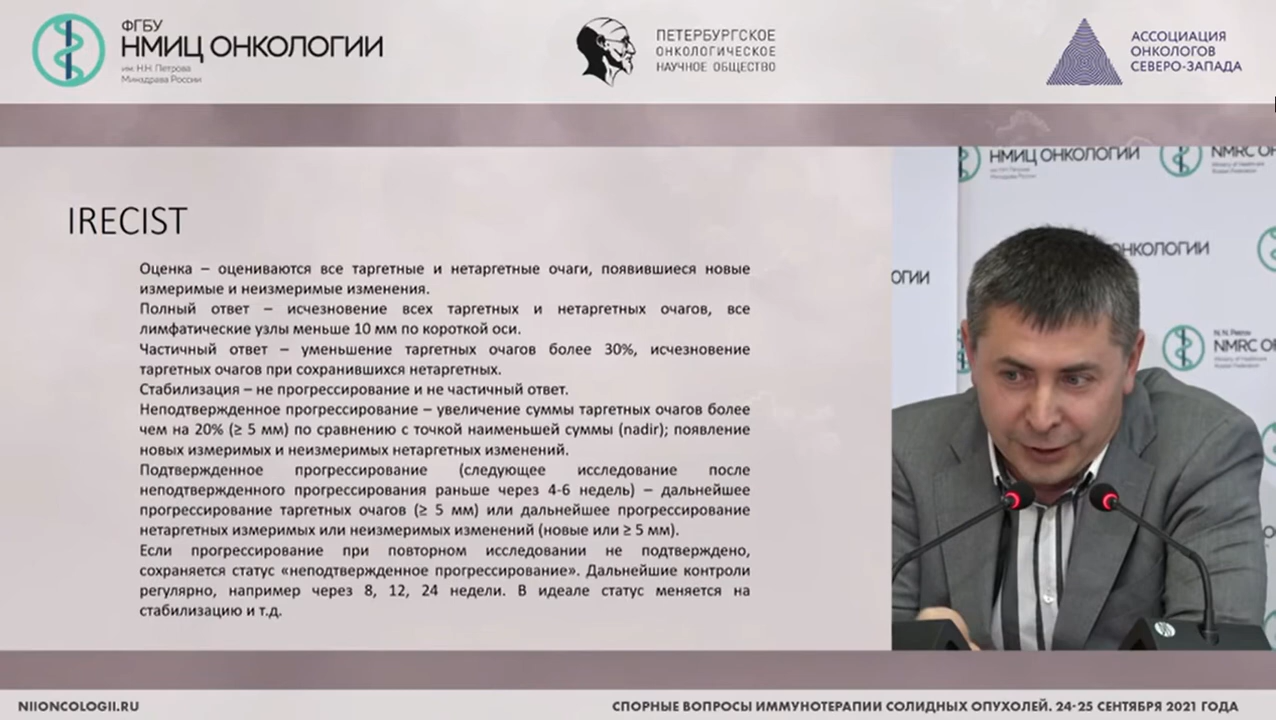 ФГБУ
НМИЦ ОНКОЛОГИИ
им. Н.Н. Петрова
Минздрава России
ПЕТЕРБУРГСКОЕ
ОНКОЛОГИЧЕСКОЕ
НАУЧНОЕ ОБЩЕСТВО
АССОЦИАЦИЯ
ОНКОЛОГОВ
СЕВЕРО-ЗАПАДА
IRECIST
Оценка – оцениваются все таргетные и нетаргетные очаги, появившиеся новые
измеримые и неизмеримые изменения.
Полный ответ – исчезновение всех таргетных и нетаргетных очагов, все
лимфатические узлы меньше 10 мм по короткой оси.
Частичный ответ – уменьшение таргетных очагов более 30%, исчезновение
таргетных очагов при сохранившихся нетаргетных.
Стабилизация – не прогрессирование и не частичный ответ.
Неподтвержденное прогрессирование – увеличение суммы таргетных очагов более
чем на 20% (≥ 5 мм) по сравнению с точкой наименьшей суммы (nadir); появление
новых измеримых и неизмеримых нетаргетных изменений.
Подтвержденное прогрессирование (следующее исследование после
неподтвержденного прогрессирования раньше через 4-6 недель) – дальнейшее
прогрессирование таргетных очагов (≥ 5 мм) или дальнейшее прогрессирование
нетаргетных измеримых или неизмеримых изменений (новые или ≥ 5 мм).
Если прогрессирование при повторном исследовании не подтверждено,
сохраняется статус «неподтвержденное прогрессирование». Дальнейшие контроли
регулярно, например через 8, 12, 24 недели. В идеале статус меняется на
стабилизацию и т.д.
НМИЦ ОНКОЛОГИИ
NMRC O
ОНКОЛОГИИ
ОГИИ
N.N. Petrov
NMRC O
NIIONCOLOGII.RU
СПОРНЫЕ ВОПРОСЫ ИММУНОТЕРАПИИ СОЛИДНЫХ ОПУХОЛЕЙ. 24-25 СЕНТЯБРЯ 2021 ГОДА